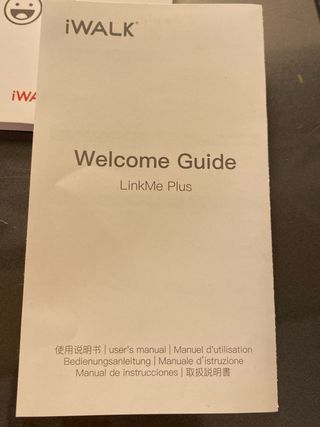 iWALK
iWA
Welcome Guide
LinkMe Plus
使用说明书 | user's manual | Manuel d'utilisation
Bedienungsanleitung | Manuale d'istruzione
Manual de instrucciones | 取扱説明書